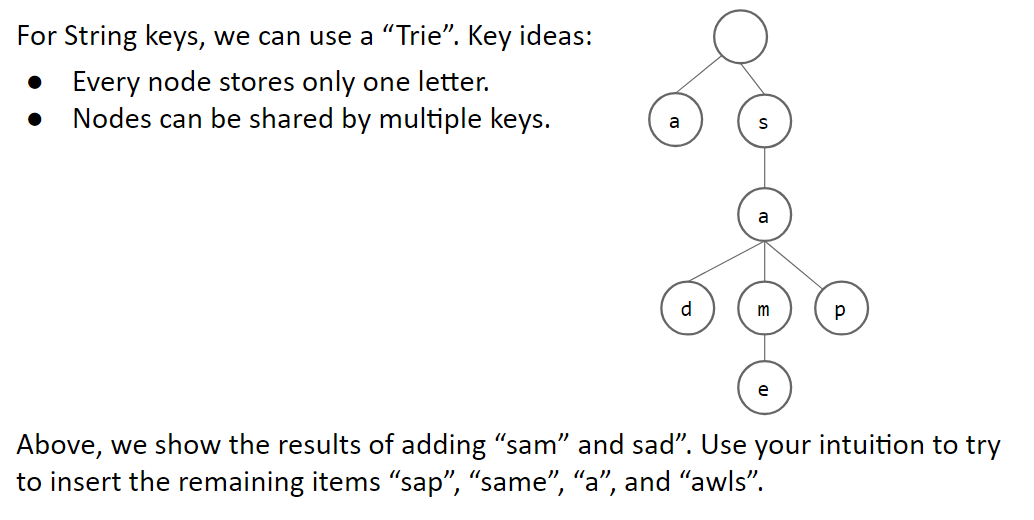 For String keys, we can use a “Trie”. Key ideas:
● Every node stores only one letter.
● Nodes can be shared by multiple keys.
a
s
a
d
m
p
e
Above, we show the results of adding “sam” and sad”. Use your intuition to try
to insert the remaining items “sap”, “same”, “a”, and “awls”.